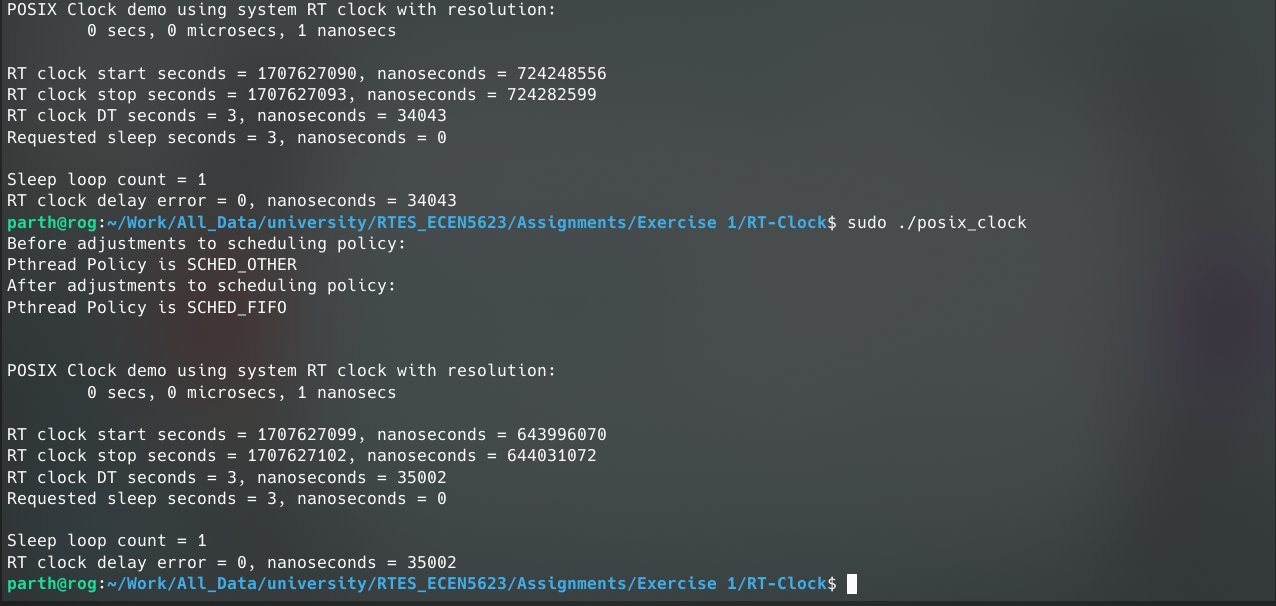 POSIX Clock demo using system RT clock with resolution:
        0 secs, 0 microsecs, 1 nanosecs

RT clock start seconds = 1707627090, nanoseconds = 724248556
RT clock stop seconds = 1707627093, nanoseconds = 724282599
RT clock DT seconds = 3, nanoseconds = 34043
Requested sleep seconds = 3, nanoseconds = 0

Sleep loop count = 1
RT clock delay error = 0, nanoseconds = 34043
parth@rog:~/Work/All_Data/university/RTES_ECEN5623/Assignments/Exercise 1/RT-Clock$ sudo ./posix_clock
Before adjustments to scheduling policy:
Pthread Policy is SCHED_OTHER
After adjustments to scheduling policy:
Pthread Policy is SCHED_FIFO


POSIX Clock demo using system RT clock with resolution:
        0 secs, 0 microsecs, 1 nanosecs

RT clock start seconds = 1707627099, nanoseconds = 643996070
RT clock stop seconds = 1707627102, nanoseconds = 644031072
RT clock DT seconds = 3, nanoseconds = 35002
Requested sleep seconds = 3, nanoseconds = 0

Sleep loop count = 1
RT clock delay error = 0, nanoseconds = 35002
parth@rog:~/Work/All_Data/university/RTES_ECEN5623/Assignments/Exercise 1/RT-Clock$